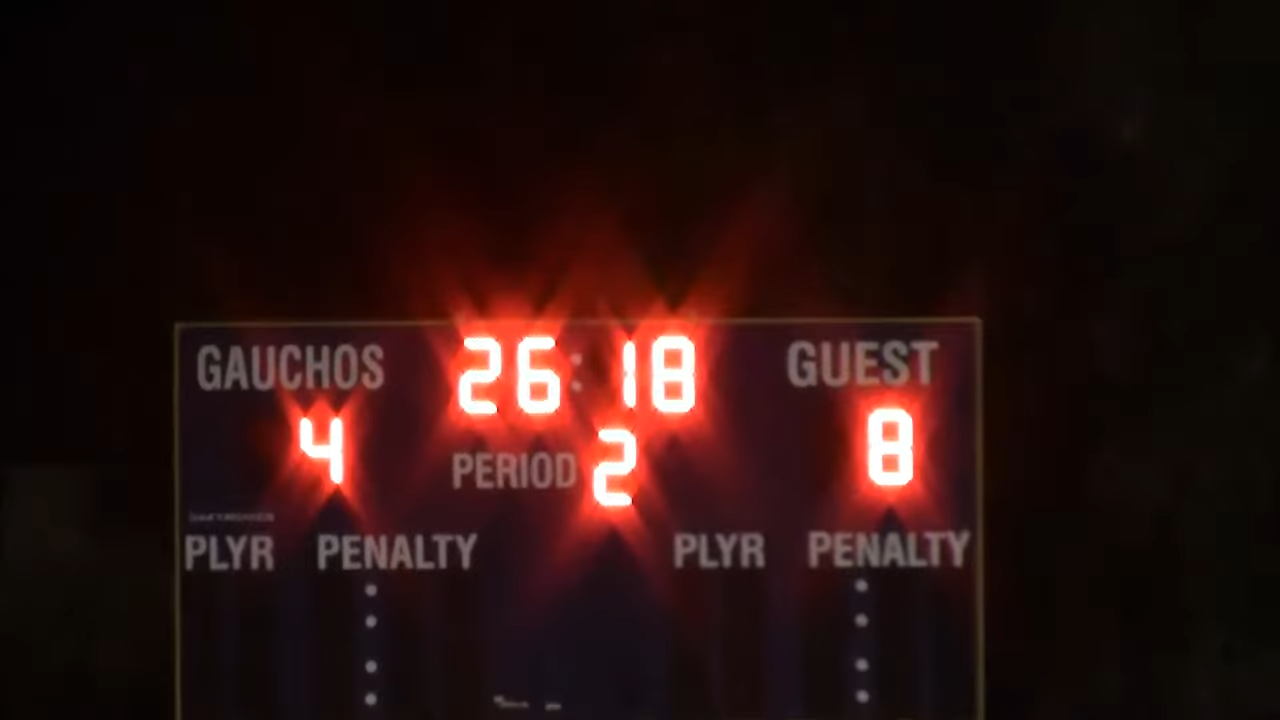 GAUCHOS 26:18 GUEST
4 PERIOD 2 8
PLYR PENALTY PLYR PENALTY